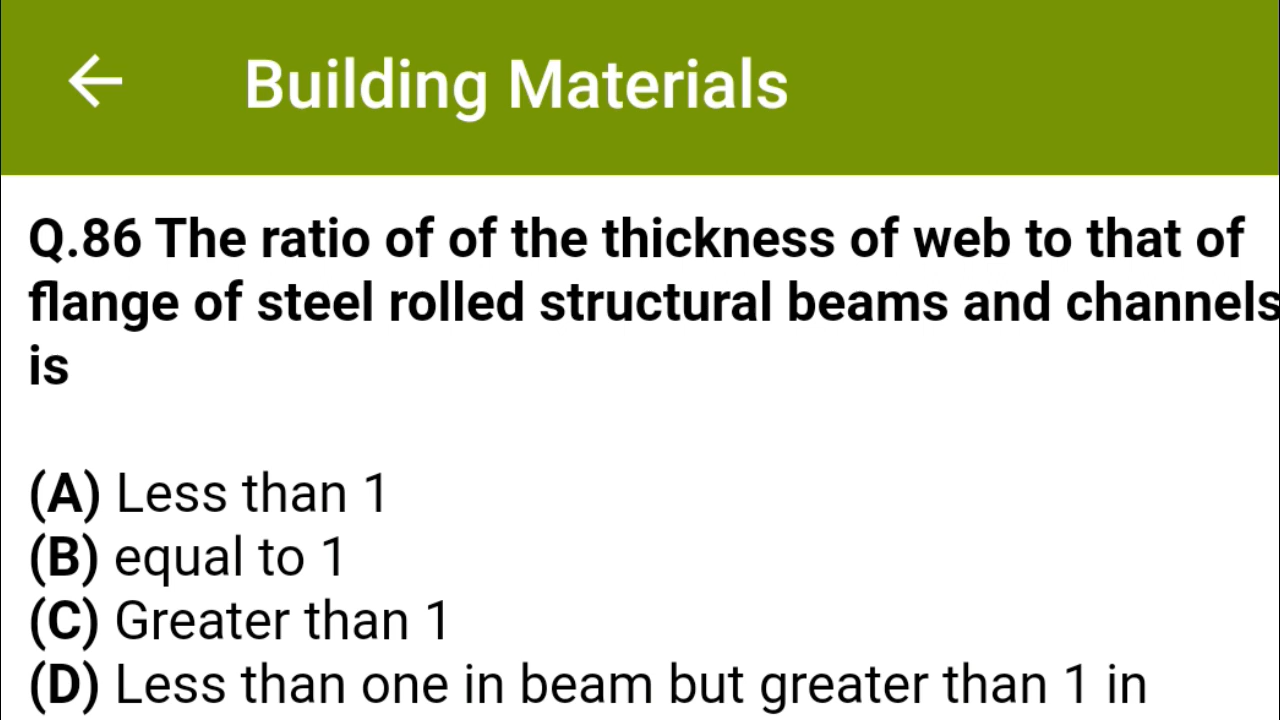 Building Materials
Q.86 The ratio of of the thickness of web to that of
flange of steel rolled structural beams and channels
is
(A) Less than 1
(B) equal to 1
(C) Greater than 1
(D) Less than one in beam but greater than 1 in